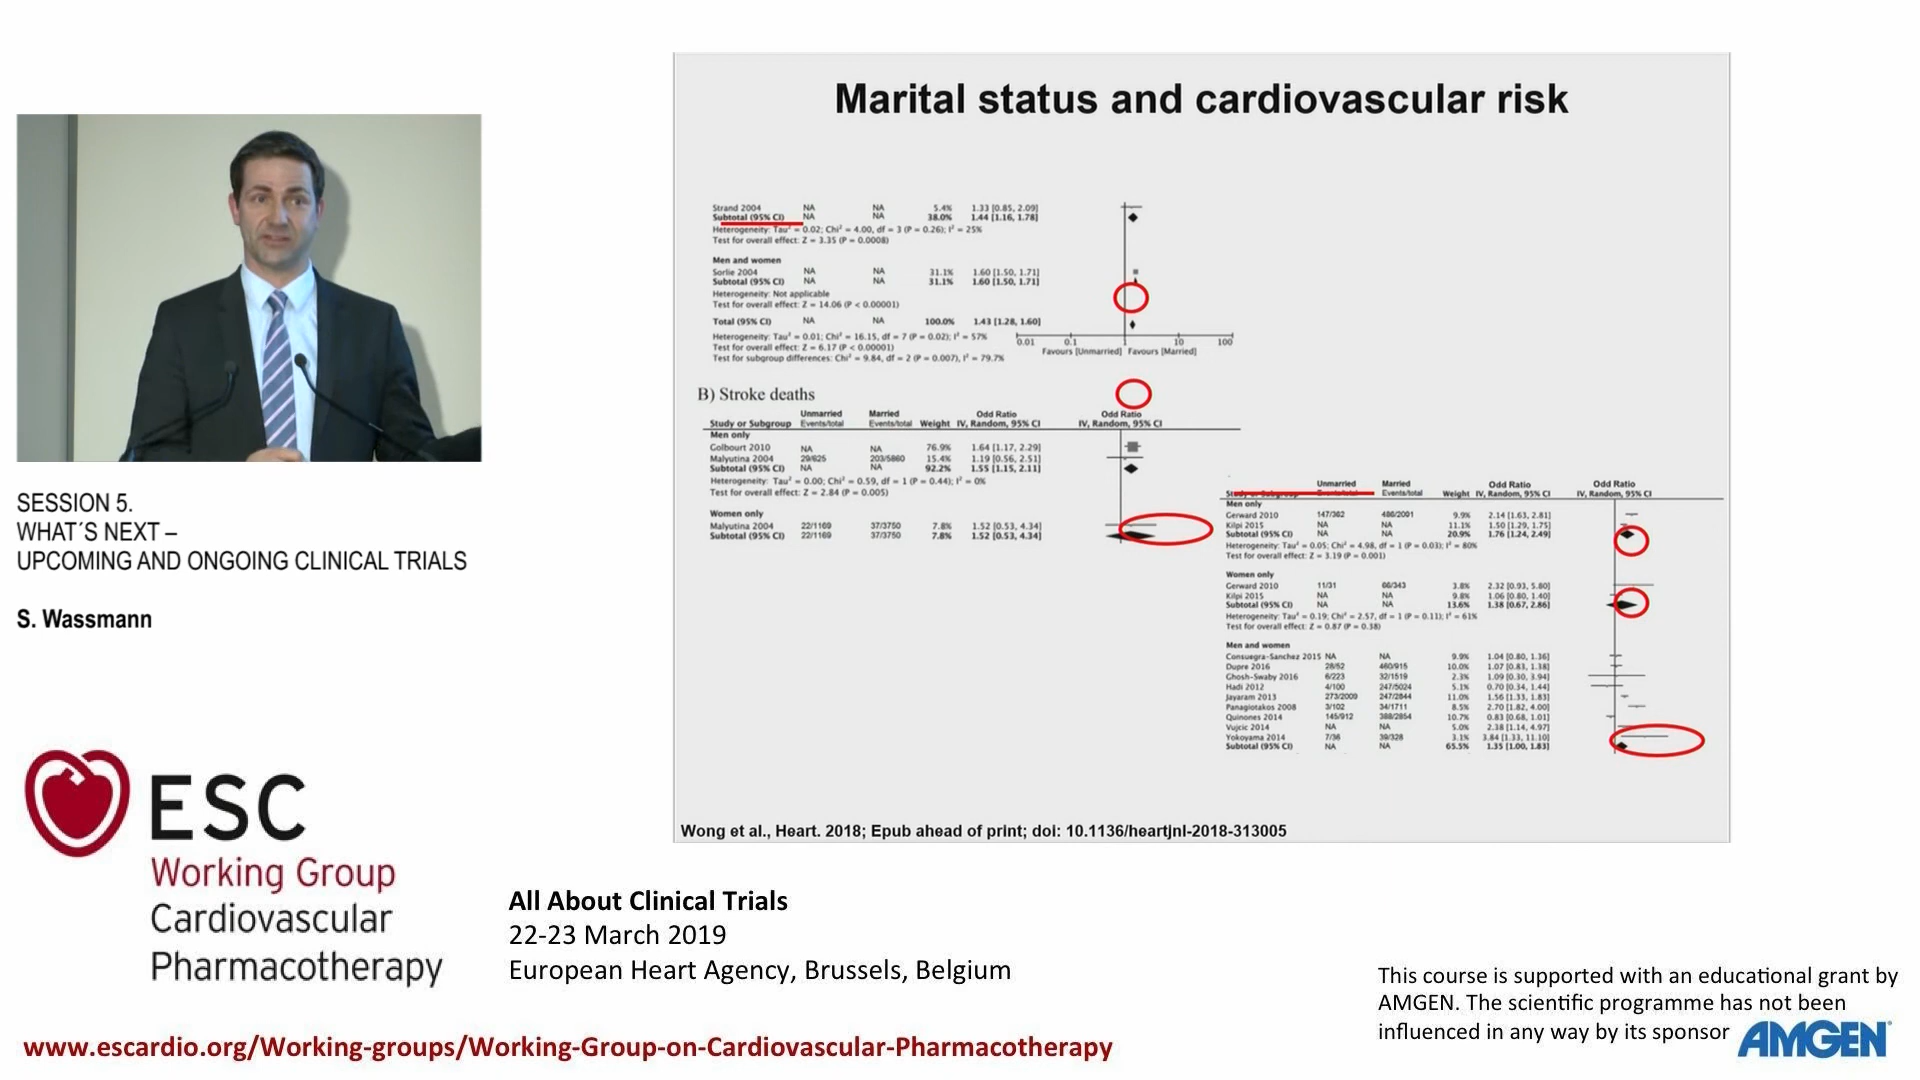 Marital status and cardiovascular risk
Strand 2004 NA NA 5.4% 1.33 [0.85, 2.09]
Subtotal (95% CI) NA NA 38.0% 1.44 [1.16, 1.78]
Heterogeneity: Tau² = 0.02; Chi² = 4.00, df = 3 (P = 0.26); I² = 25%
Test for overall effect: Z = 3.35 (P = 0.0008)
Men and women
Sorlie 2004 NA NA 31.1% 1.60 [1.50, 1.71]
Subtotal (95% CI) NA NA 31.1% 1.60 [1.50, 1.71]
Heterogeneity: Not applicable
Test for overall effect: Z = 14.06 (P < 0.00001)
Total (95% CI) NA NA 100.0% 1.43 [1.28, 1.60]
Heterogeneity: Tau² = 0.01; Chi² = 16.15, df = 7 (P = 0.02); I² = 57%
Test for overall effect: Z = 6.17 (P < 0.00001)
Test for subgroup differences: Chi² = 9.84, df = 2 (P = 0.007), I² = 79.7%
0.01 0.1 1 10 100
Favours [Unmarried] Favours [Married]
B) Stroke deaths
Unmarried Married Odd Ratio Odd Ratio
Study or Subgroup Events/total Events/total Weight IV, Random, 95% CI IV, Random, 95% CI
Men only
Golbourt 2010 NA NA 76.9% 1.64 [1.17, 2.29]
Malyutina 2004 29/625 203/5860 15.4% 1.19 [0.56, 2.51]
Subtotal (95% CI) NA NA 92.2% 1.55 [1.15, 2.11]
Heterogeneity: Tau² = 0.00; Chi² = 0.59, df = 1 (P = 0.44); I² = 0%
Test for overall effect: Z = 2.84 (P = 0.005)
Women only
Malyutina 2004 22/1169 37/3750 7.8% 1.52 [0.53, 4.34]
Subtotal (95% CI) 22/1169 37/3750 7.8% 1.52 [0.53, 4.34]
Unmarried Married Odd Ratio Odd Ratio
Events/total Weight IV, Random, 95% CI IV, Random, 95% CI
Men only
Gerward 2010 147/362 486/2001 9.9% 2.14 [1.63, 2.81]
Kilpi 2015 NA NA 11.1% 1.50 [1.29, 1.75]
Subtotal (95% CI) NA NA 20.9% 1.76 [1.24, 2.49]
Heterogeneity: Tau² = 0.05; Chi² = 4.98, df = 1 (P = 0.03); I² = 80%
Test for overall effect: Z = 3.19 (P = 0.001)
Women only
Gerward 2010 11/31 66/343 3.8% 2.32 [0.93, 5.80]
Kilpi 2015 NA NA 9.8% 1.06 [0.80, 1.40]
Subtotal (95% CI) NA NA 13.6% 1.38 [0.67, 2.86]
Heterogeneity: Tau² = 0.19; Chi² = 2.57, df = 1 (P = 0.11); I² = 61%
Test for overall effect: Z = 0.87 (P = 0.38)
Men and women
Consuegra-Sanchez 2015 NA NA 9.9% 1.04 [0.80, 1.36]
Dupre 2016 28/52 460/915 10.0% 1.07 [0.83, 1.38]
Ghosh-Swaby 2016 6/223 32/1519 2.3% 1.09 [0.30, 3.94]
Hadi 2012 4/100 247/5024 5.1% 0.70 [0.34, 1.44]
Jayaram 2013 273/2009 247/2844 11.0% 1.56 [1.33, 1.83]
Panagiotakos 2008 3/102 34/1711 8.5% 2.70 [1.82, 4.00]
Quinones 2014 145/912 388/2854 10.7% 0.83 [0.68, 1.01]
Vujcic 2014 NA NA 5.0% 2.38 [1.14, 4.97]
Yokoyama 2014 7/36 39/328 3.1% 3.84 [1.33, 11.10]
Subtotal (95% CI) NA NA 65.5% 1.35 [1.00, 1.83]
Wong et al., Heart. 2018; Epub ahead of print; doi: 10.1136/heartjnl-2018-313005
SESSION 5.
WHAT´S NEXT –
UPCOMING AND ONGOING CLINICAL TRIALS
S. Wassmann
ESC
Working Group
Cardiovascular
Pharmacotherapy
All About Clinical Trials
22-23 March 2019
European Heart Agency, Brussels, Belgium
This course is supported with an educational grant by
AMGEN. The scientific programme has not been
influenced in any way by its sponsor AMGEN®
www.escardio.org/Working-groups/Working-Group-on-Cardiovascular-Pharmacotherapy